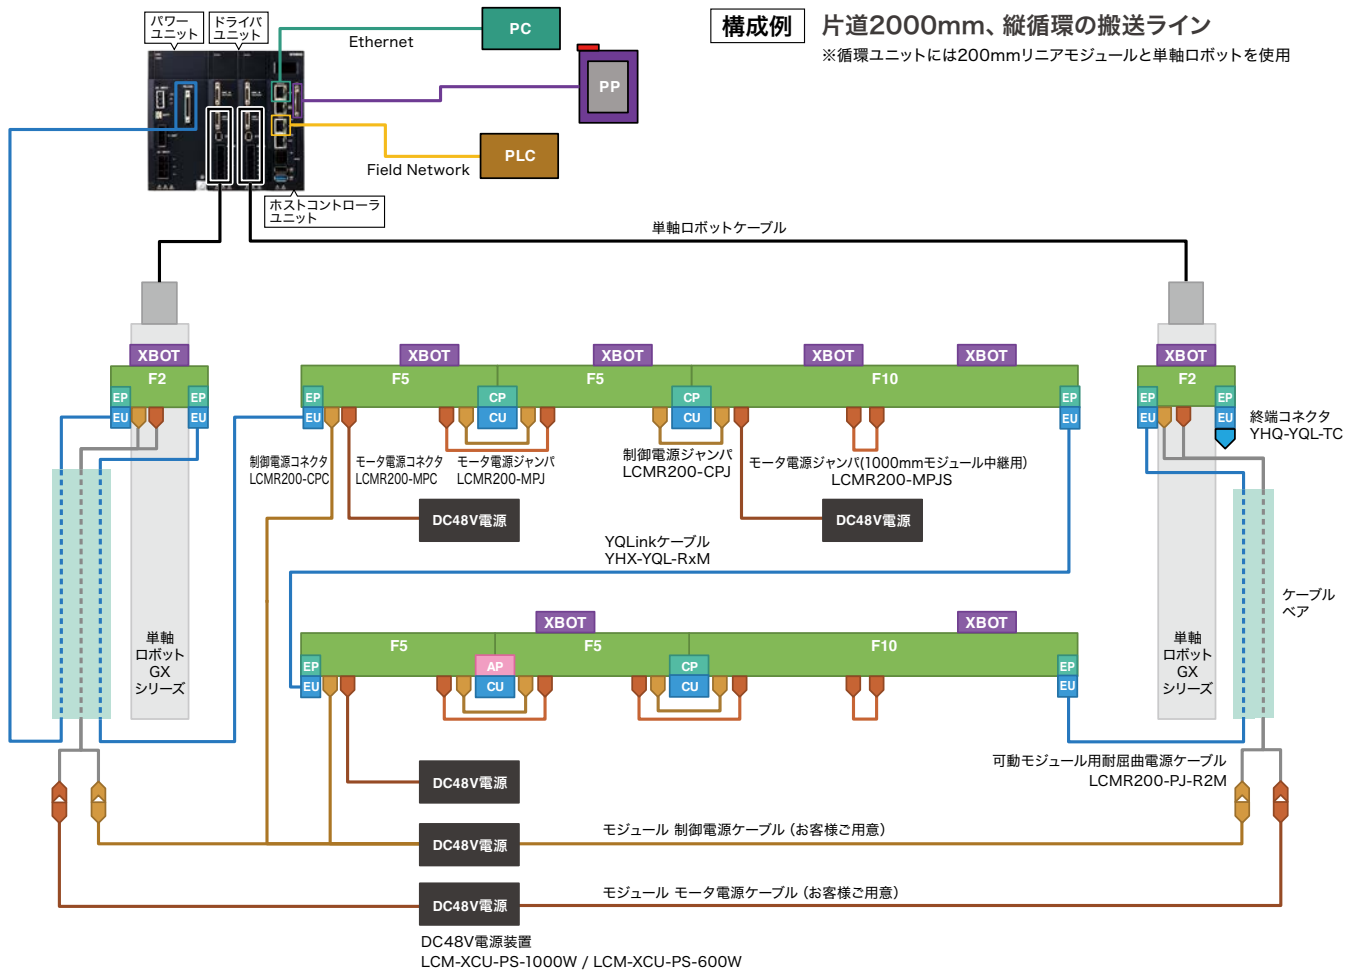 パワー
ユニット
ドライバ
ユニット
Ethernet
PC
PP
PLC
Field Network
ホストコントローラ
ユニット
構成例
片道2000mm、縦循環の搬送ライン
※循環ユニットには200mmリニアモジュールと単軸ロボットを使用
単軸ロボットケーブル
XBOT
F2
EP
EP
EU
EU
XBOT
XBOT
XBOT
XBOT
F5
F5
F10
EP
CP
CP
EP
EU
CU
CU
EU
XBOT
F2
EP
EP
EU
EU
終端コネクタ
YHQ-YQL-TC
制御電源コネクタ
LCMR200-CPC
モータ電源コネクタ
LCMR200-MPC
モータ電源ジャンパ
LCMR200-MPJ
制御電源ジャンパ
LCMR200-CPJ
モータ電源ジャンパ(1000mmモジュール中継用)
LCMR200-MPJS
DC48V電源
DC48V電源
YQLinkケーブル
YHX-YQL-RxM
ケーブル
ベア
単軸
ロボット
GX
シリーズ
XBOT
XBOT
F5
F5
F10
EP
AP
CP
EP
EU
CU
CU
EU
単軸
ロボット
GX
シリーズ
可動モジュール用耐屈曲電源ケーブル
LCMR200-PJ-R2M
DC48V電源
DC48V電源
モジュール 制御電源ケーブル (お客様ご用意)
DC48V電源
モジュール モータ電源ケーブル (お客様ご用意)
DC48V電源装置
LCM-XCU-PS-1000W / LCM-XCU-PS-600W